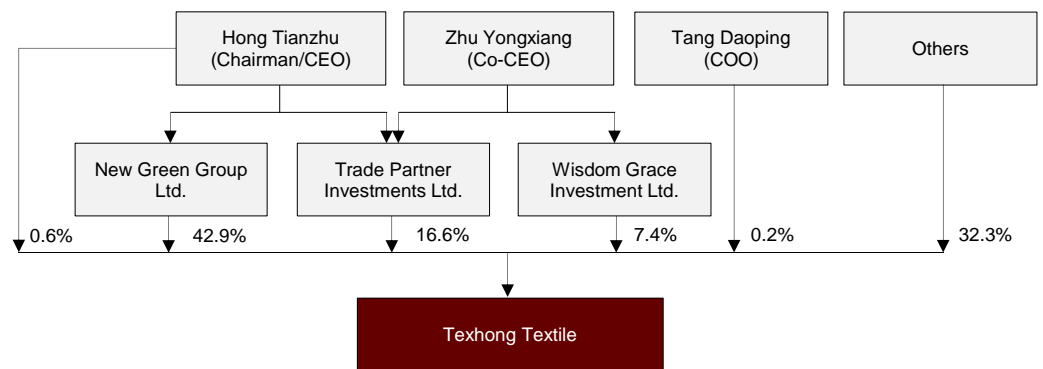 Hong Tianzhu
(Chairman/CEO)
Zhu Yongxiang
(Co-CEO)
Tang Daoping
(COO)
Others
New Green Group
Ltd.
Trade Partner
Investments Ltd.
Wisdom Grace
Investment Ltd.
0.6%
42.9%
16.6%
7.4%
0.2%
32.3%
Texhong Textile